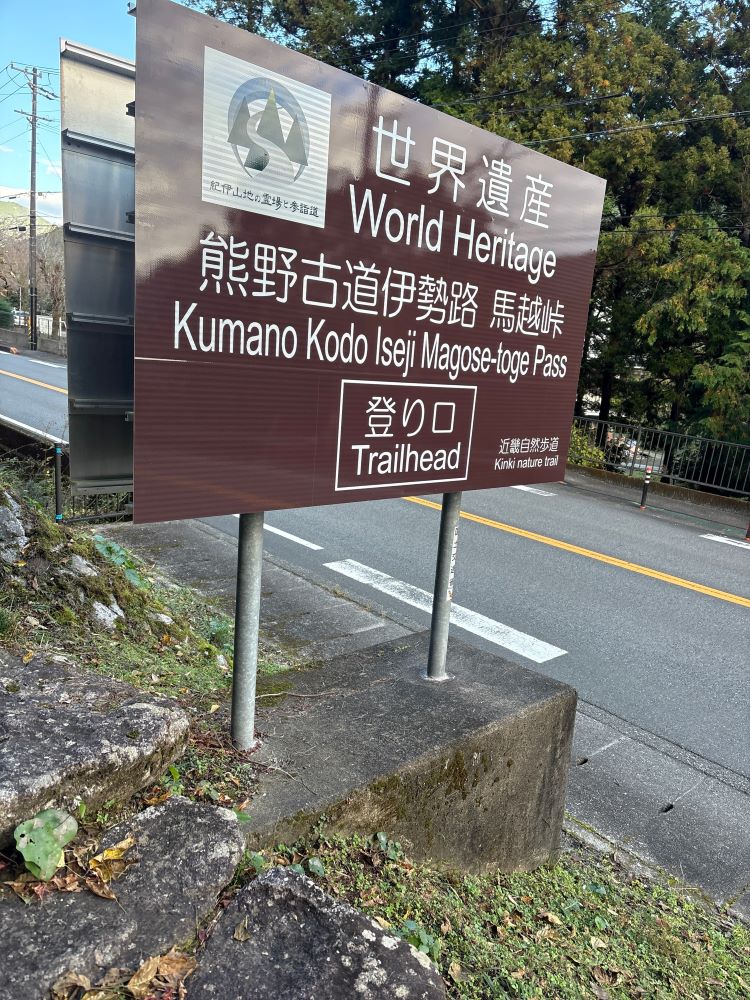 紀伊山地の霊場と参詣道
世界遺産
World Heritage
熊野古道伊勢路 馬越峠
Kumano Kodo Iseji Magose-toge Pass
登り口
Trailhead
近畿自然歩道
Kinki nature trail